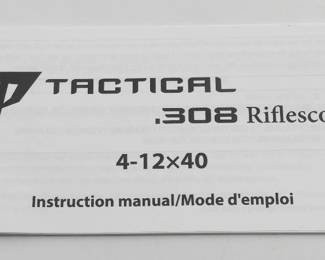 TACTICAL
.308 Riflesco
4-12×40
Instruction manual/Mode d'emploi